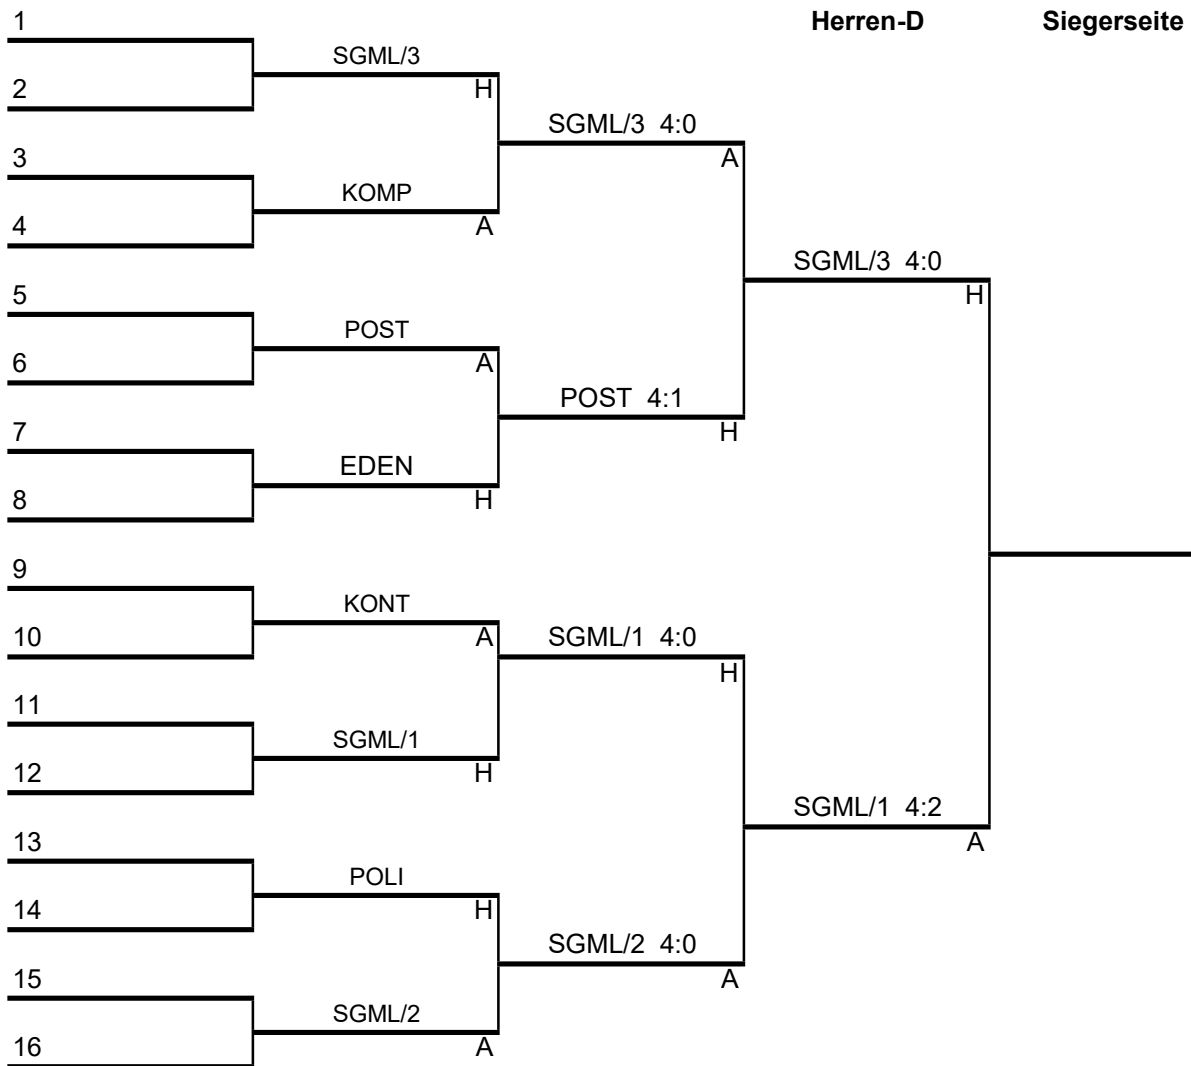 1 Herren-D Siegerseite
SGML/3
2 H
SGML/3 4:0
A
3
KOMP
4 A
SGML/3 4:0
H
5
POST
6 A
POST 4:1
H
7
EDEN
8 H
9
KONT
10 A SGML/1 4:0
H
11
SGML/1
12 H
SGML/1 4:2
A
13
POLI
14 H
SGML/2 4:0
A
15
SGML/2
16 A